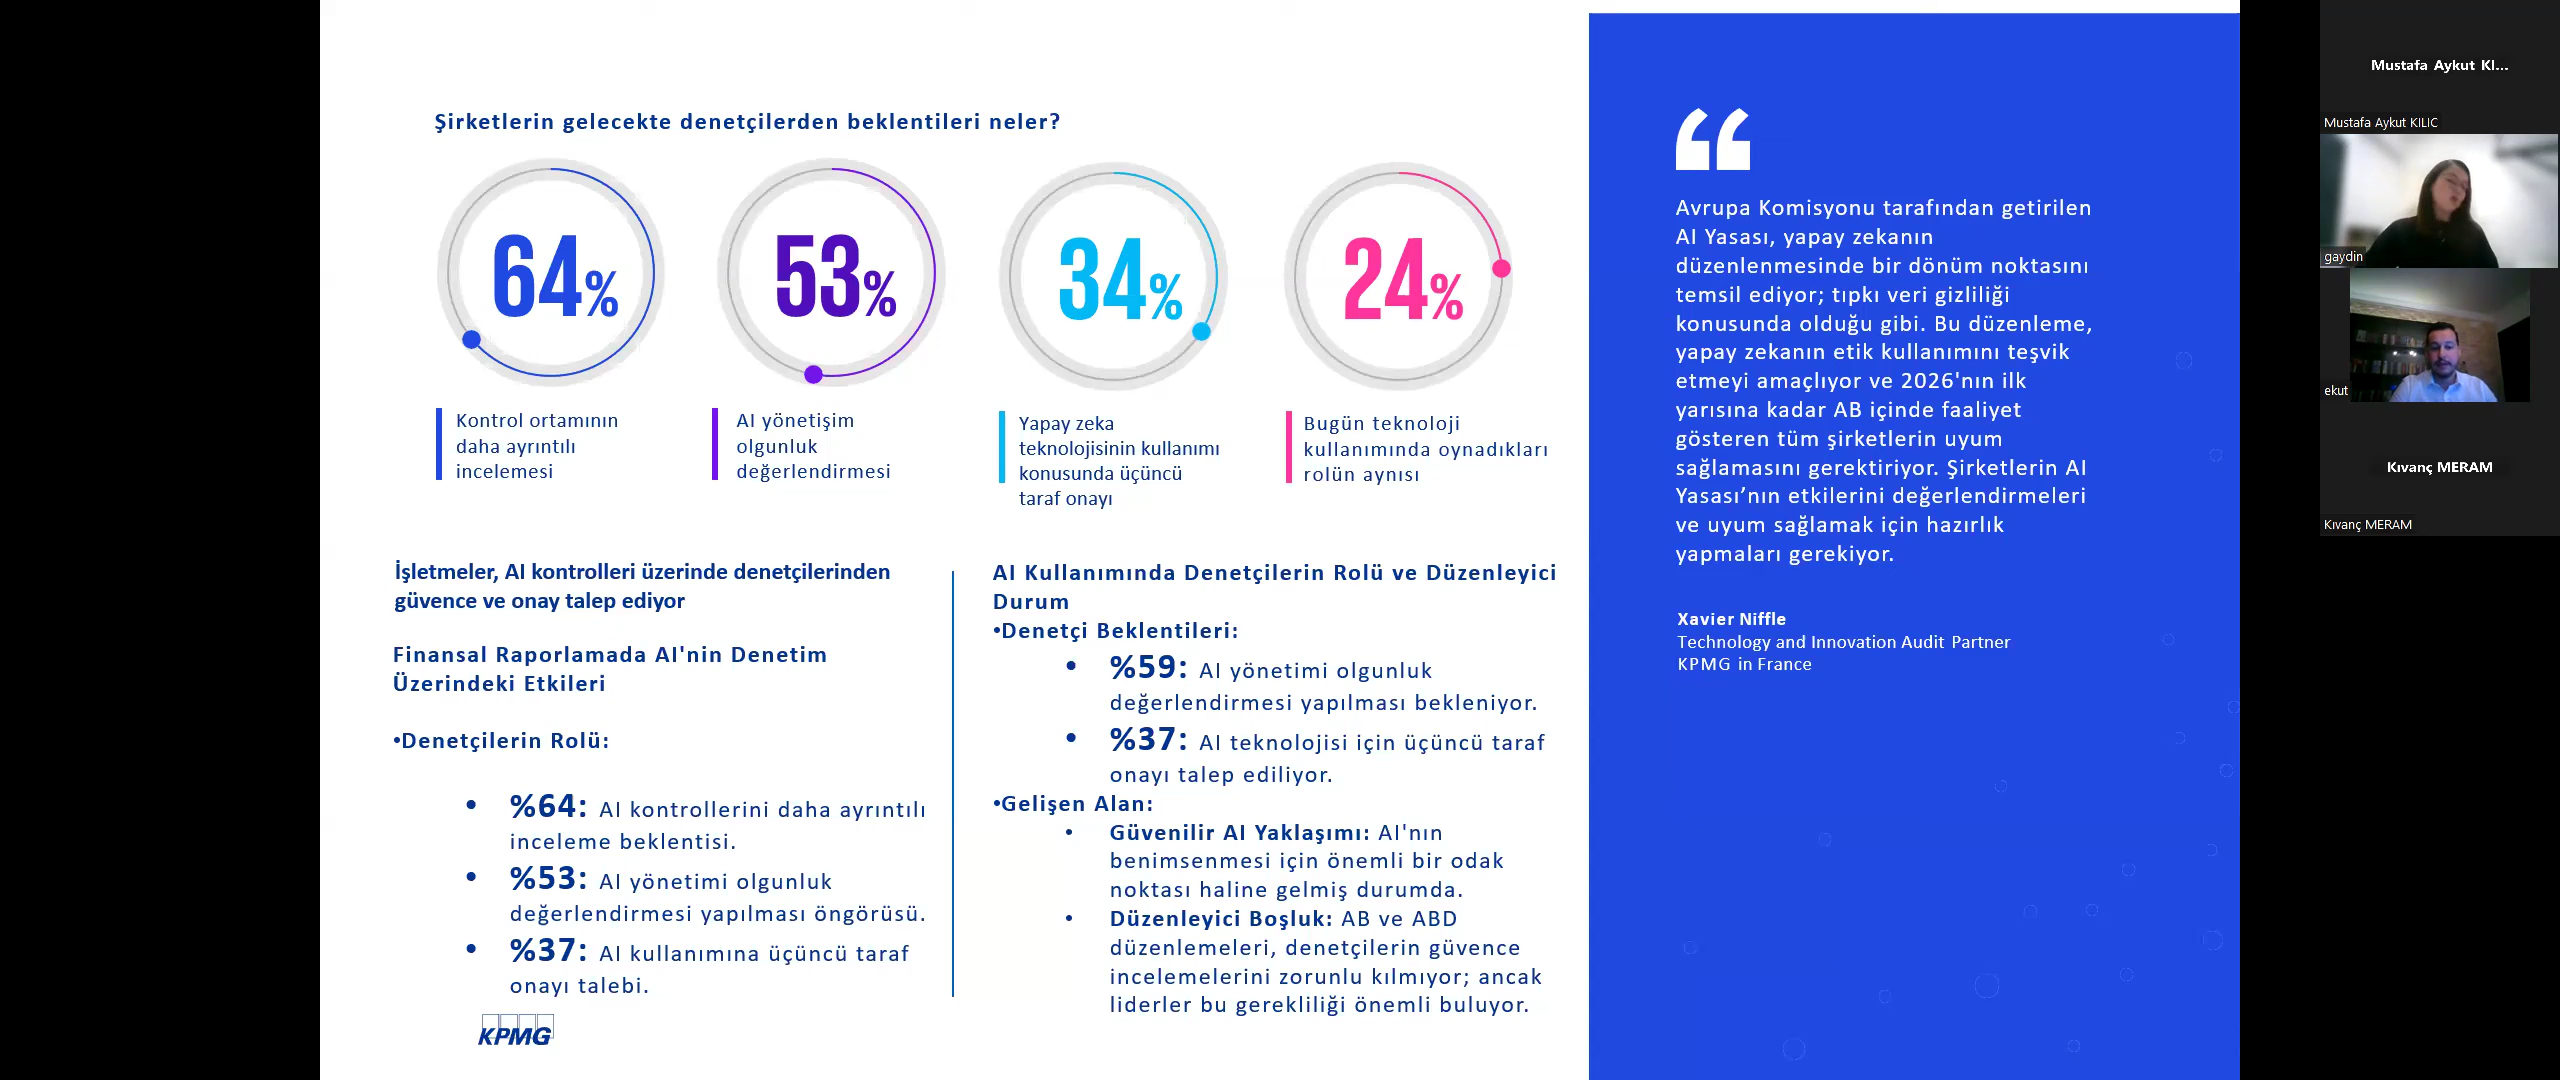 Şirketlerin gelecekte denetçilerden beklentileri neler?
64%
53%
34%
24%
Kontrol ortamının
daha ayrıntılı
incelemesi
AI yönetişim
olgunluk
değerlendirmesi
Yapay zeka
teknolojisinin kullanımı
konusunda üçüncü
taraf onayı
Bugün teknoloji
kullanımında oynadıkları
rolün aynısı
İşletmeler, AI kontrolleri üzerinde denetçilerinden
güvence ve onay talep ediyor
Finansal Raporlamada AI'nin Denetim
Üzerindeki Etkileri
•Denetçilerin Rolü:
• %64: AI kontrollerini daha ayrıntılı
inceleme beklentisi.
• %53: AI yönetimi olgunluk
değerlendirmesi yapılması öngörüsü.
• %37: AI kullanımına üçüncü taraf
onayı talebi.
KPMG
AI Kullanımında Denetçilerin Rolü ve Düzenleyici
Durum
•Denetçi Beklentileri:
• %59: AI yönetimi olgunluk
değerlendirmesi yapılması bekleniyor.
• %37: AI teknolojisi için üçüncü taraf
onayı talep ediliyor.
•Gelişen Alan:
• Güvenilir AI Yaklaşımı: AI'nın
benimsenmesi için önemli bir odak
noktası haline gelmiş durumda.
• Düzenleyici Boşluk: AB ve ABD
düzenlemeleri, denetçilerin güvence
incelemelerini zorunlu kılmıyor; ancak
liderler bu gerekliliği önemli buluyor.
“
Avrupa Komisyonu tarafından getirilen
AI Yasası, yapay zekanın
düzenlenmesinde bir dönüm noktasını
temsil ediyor; tıpkı veri gizliliği
konusunda olduğu gibi. Bu düzenleme,
yapay zekanın etik kullanımını teşvik
etmeyi amaçlıyor ve 2026'nın ilk
yarısına kadar AB içinde faaliyet
gösteren tüm şirketlerin uyum
sağlamasını gerektiriyor. Şirketlerin AI
Yasası’nın etkilerini değerlendirmeleri
ve uyum sağlamak için hazırlık
yapmaları gerekiyor.
Xavier Niffle
Technology and Innovation Audit Partner
KPMG in France
Mustafa Aykut KI...
Mustafa Aykut KILIC
gaydin
ekut
Kıvanç MERAM
Kıvanç MERAM